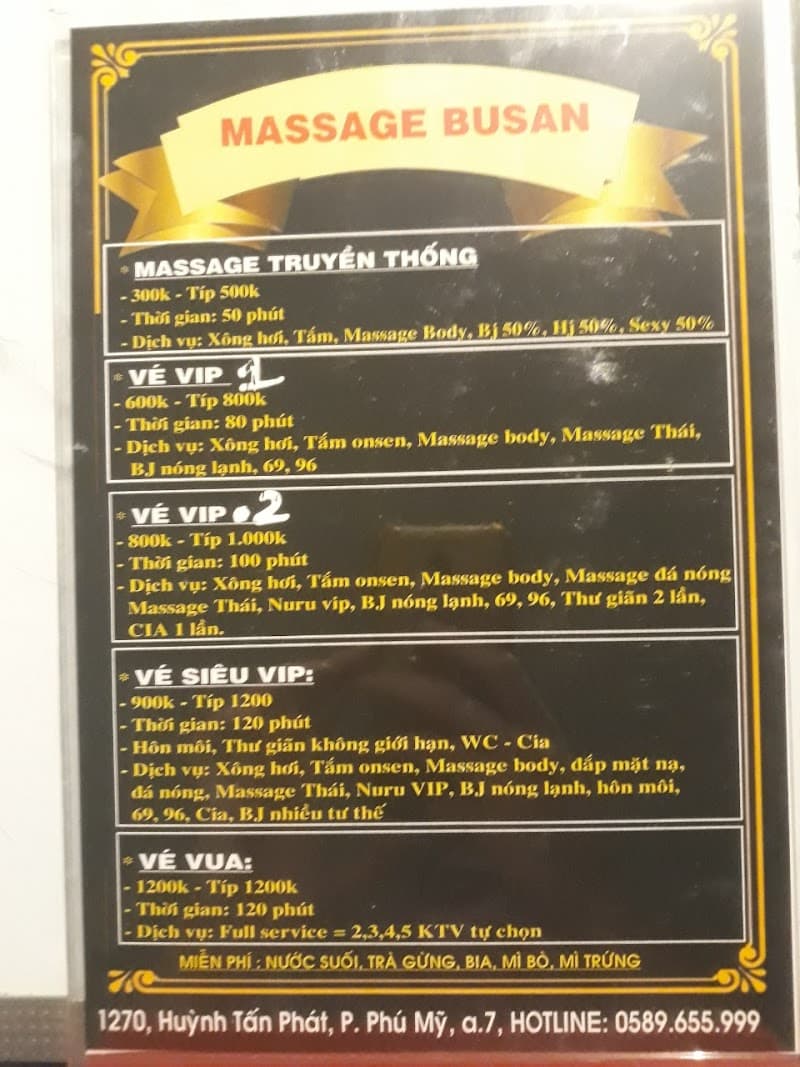 MASSAGE BUSAN
* MASSAGE TRUYỀN THỐNG
- 300k - Típ 500k
- Thời gian: 50 phút
- Dịch vụ: Xông hơi, Tắm, Massage Body, Bj 50%, Hj 50%, Sexy 50%
* VÉ VIP 1
- 600k - Típ 800k
- Thời gian: 80 phút
- Dịch vụ: Xông hơi, Tắm onsen, Massage body, Massage Thái,
BJ nóng lạnh, 69, 96
* VÉ VIP 2
- 800k - Típ 1.000k
- Thời gian: 100 phút
- Dịch vụ: Xông hơi, Tắm onsen, Massage body, Massage đá nóng
Massage Thái, Nuru vip, BJ nóng lạnh, 69, 96, Thư giãn 2 lần,
CIA 1 lần.
* VÉ SIÊU VIP:
- 900k - Típ 1200
- Thời gian: 120 phút
- Hôn môi, Thư giãn không giới hạn, WC - Cia
- Dịch vụ: Xông hơi, Tắm onsen, Massage body, đắp mặt nạ,
đá nóng, Massage Thái, Nuru VIP, BJ nóng lạnh, hôn môi,
69, 96, Cia, BJ nhiều tư thế
* VÉ VUA:
- 1200k - Típ 1200k
- Thời gian: 120 phút
- Dịch vụ: Full service = 2,3,4,5 KTV tự chọn
MIỄN PHÍ : NƯỚC SUỐI, TRÀ GỪNG, BIA, MÌ BÒ, MÌ TRỨNG
1270, Huỳnh Tấn Phát, P. Phú Mỹ, q.7, HOTLINE: 0589.655.999